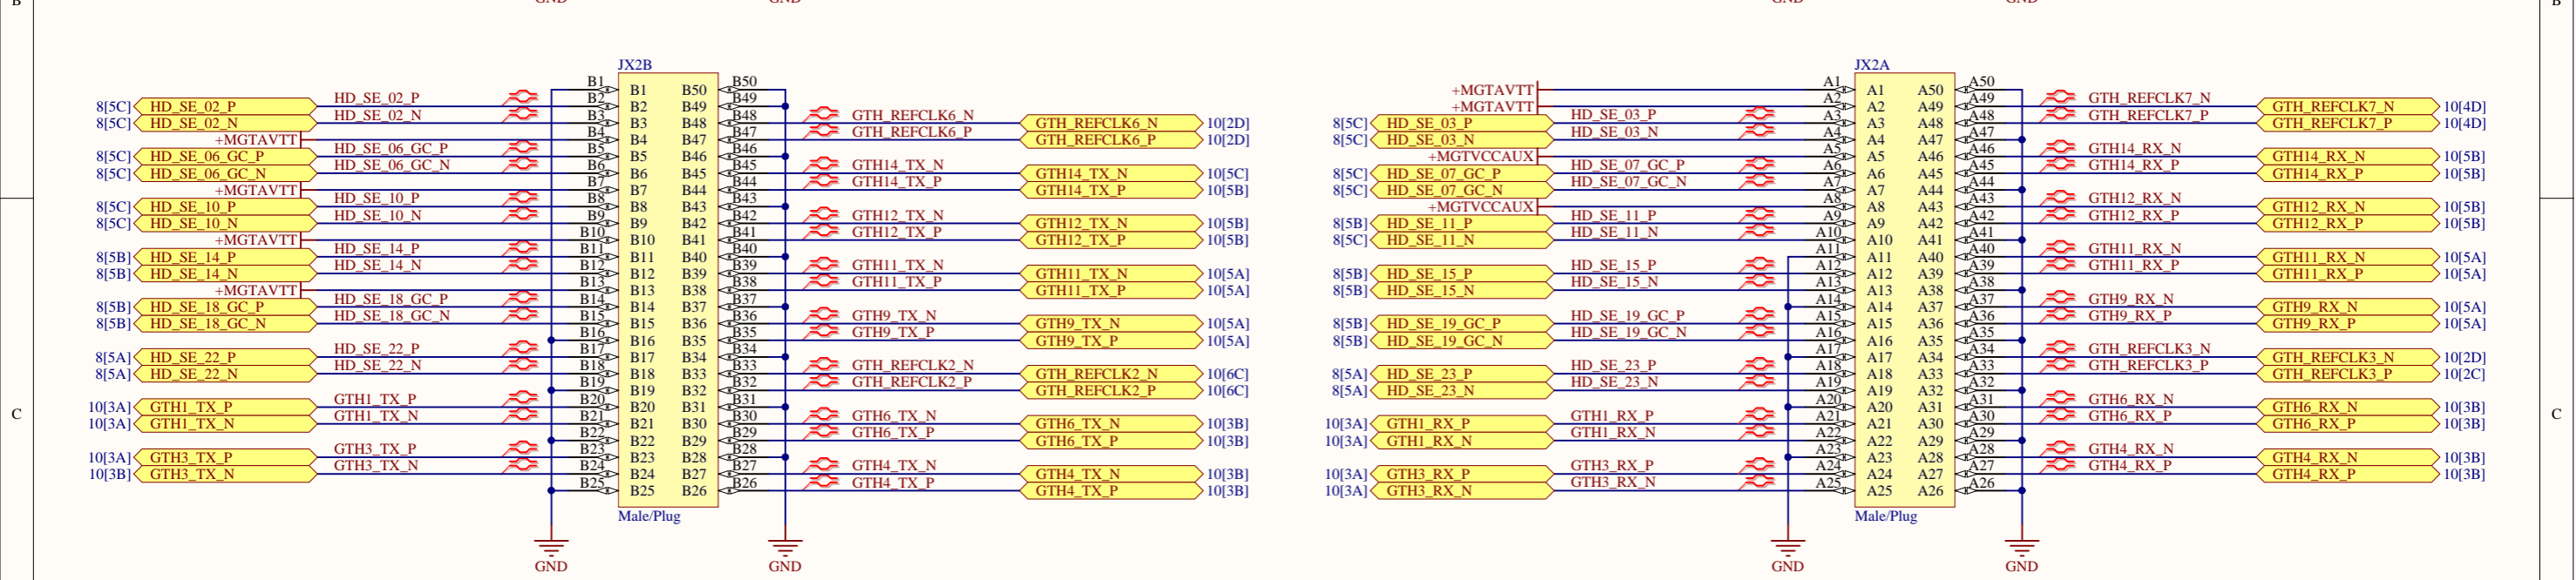 B
GND
GND
GND
GND
B
JX2B
B1 B1 B50 B50
8[5C] HD_SE_02_P HD_SE_02_P B2 B2 B49 B49
8[5C] HD_SE_02_N HD_SE_02_N B3 B3 B48 B48 GTH_REFCLK6_N GTH_REFCLK6_N 10[2D]
+MGTAVTT B4 B4 B47 B47 GTH_REFCLK6_P GTH_REFCLK6_P 10[2D]
8[5C] HD_SE_06_GC_P HD_SE_06_GC_P B5 B5 B46 B46
8[5C] HD_SE_06_GC_N HD_SE_06_GC_N B6 B6 B45 B45 GTH14_TX_N GTH14_TX_N 10[5C]
+MGTAVTT B7 B7 B44 B44 GTH14_TX_P GTH14_TX_P 10[5B]
8[5C] HD_SE_10_P HD_SE_10_P B8 B8 B43 B43
8[5C] HD_SE_10_N HD_SE_10_N B9 B9 B42 B42 GTH12_TX_N GTH12_TX_N 10[5B]
+MGTAVTT B10 B10 B41 B41 GTH12_TX_P GTH12_TX_P 10[5B]
8[5B] HD_SE_14_P HD_SE_14_P B11 B11 B40 B40
8[5B] HD_SE_14_N HD_SE_14_N B12 B12 B39 B39 GTH11_TX_N GTH11_TX_N 10[5A]
+MGTAVTT B13 B13 B38 B38 GTH11_TX_P GTH11_TX_P 10[5A]
8[5B] HD_SE_18_GC_P HD_SE_18_GC_P B14 B14 B37 B37
8[5B] HD_SE_18_GC_N HD_SE_18_GC_N B15 B15 B36 B36 GTH9_TX_N GTH9_TX_N 10[5A]
B16 B16 B35 B35 GTH9_TX_P GTH9_TX_P 10[5A]
8[5A] HD_SE_22_P HD_SE_22_P B17 B17 B34 B34
8[5A] HD_SE_22_N HD_SE_22_N B18 B18 B33 B33 GTH_REFCLK2_N GTH_REFCLK2_N 10[6C]
B19 B19 B32 B32 GTH_REFCLK2_P GTH_REFCLK2_P 10[6C]
10[3A] GTH1_TX_P GTH1_TX_P B20 B20 B31 B31
10[3A] GTH1_TX_N GTH1_TX_N B21 B21 B30 B30 GTH6_TX_N GTH6_TX_N 10[3B]
B22 B22 B29 B29 GTH6_TX_P GTH6_TX_P 10[3B]
10[3A] GTH3_TX_P GTH3_TX_P B23 B23 B28 B28
10[3B] GTH3_TX_N GTH3_TX_N B24 B24 B27 B27 GTH4_TX_N GTH4_TX_N 10[3B]
B25 B25 B26 B26 GTH4_TX_P GTH4_TX_P 10[3B]
Male/Plug
GND
GND
JX2A
+MGTAVTT A1 A1 A50 A50
+MGTAVTT A2 A2 A49 A49 GTH_REFCLK7_N GTH_REFCLK7_N 10[4D]
8[5C] HD_SE_03_P HD_SE_03_P A3 A3 A48 A48 GTH_REFCLK7_P GTH_REFCLK7_P 10[4D]
8[5C] HD_SE_03_N HD_SE_03_N A4 A4 A47 A47
+MGTVCCAUX A5 A5 A46 A46 GTH14_RX_N GTH14_RX_N 10[5B]
8[5C] HD_SE_07_GC_P HD_SE_07_GC_P A6 A6 A45 A45 GTH14_RX_P GTH14_RX_P 10[5B]
8[5C] HD_SE_07_GC_N HD_SE_07_GC_N A7 A7 A44 A44
+MGTVCCAUX A8 A8 A43 A43 GTH12_RX_N GTH12_RX_N 10[5B]
8[5B] HD_SE_11_P HD_SE_11_P A9 A9 A42 A42 GTH12_RX_P GTH12_RX_P 10[5B]
8[5C] HD_SE_11_N HD_SE_11_N A10 A10 A41 A41
A11 A11 A40 A40 GTH11_RX_N GTH11_RX_N 10[5A]
8[5B] HD_SE_15_P HD_SE_15_P A12 A12 A39 A39 GTH11_RX_P GTH11_RX_P 10[5A]
8[5B] HD_SE_15_N HD_SE_15_N A13 A13 A38 A38
A14 A14 A37 A37 GTH9_RX_N GTH9_RX_N 10[5A]
8[5B] HD_SE_19_GC_P HD_SE_19_GC_P A15 A15 A36 A36 GTH9_RX_P GTH9_RX_P 10[5A]
8[5B] HD_SE_19_GC_N HD_SE_19_GC_N A16 A16 A35 A35
A17 A17 A34 A34 GTH_REFCLK3_N GTH_REFCLK3_N 10[2D]
8[5A] HD_SE_23_P HD_SE_23_P A18 A18 A33 A33 GTH_REFCLK3_P GTH_REFCLK3_P 10[2C]
8[5A] HD_SE_23_N HD_SE_23_N A19 A19 A32 A32
A20 A20 A31 A31 GTH6_RX_N GTH6_RX_N 10[3B]
10[3A] GTH1_RX_P GTH1_RX_P A21 A21 A30 A30 GTH6_RX_P GTH6_RX_P 10[3B]
10[3A] GTH1_RX_N GTH1_RX_N A22 A22 A29 A29
A23 A23 A28 A28 GTH4_RX_N GTH4_RX_N 10[3B]
10[3A] GTH3_RX_P GTH3_RX_P A24 A24 A27 A27 GTH4_RX_P GTH4_RX_P 10[3B]
10[3A] GTH3_RX_N GTH3_RX_N A25 A25 A26 A26
Male/Plug
GND
GND
C
C